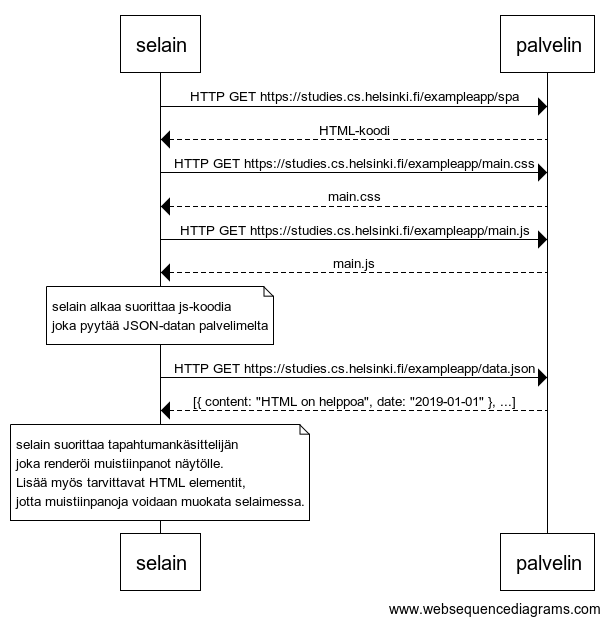 selain
palvelin
HTTP GET https://studies.cs.helsinki.fi/exampleapp/spa
HTML-koodi
HTTP GET https://studies.cs.helsinki.fi/exampleapp/main.css
main.css
HTTP GET https://studies.cs.helsinki.fi/exampleapp/main.js
main.js
selain alkaa suorittaa js-koodia
joka pyytää JSON-datan palvelimelta
HTTP GET https://studies.cs.helsinki.fi/exampleapp/data.json
[{ content: "HTML on helppoa", date: "2019-01-01" }, ...]
selain suorittaa tapahtumankäsittelijän
joka renderöi muistiinpanot näytölle.
Lisää myös tarvittavat HTML elementit,
jotta muistiinpanoja voidaan muokata selaimessa.
selain
palvelin
www.websequencediagrams.com